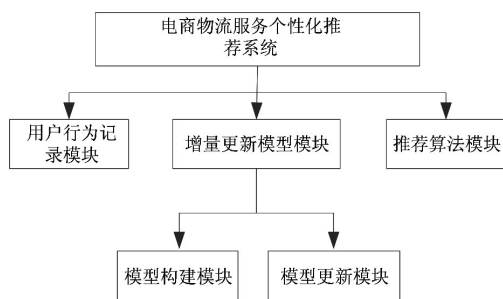 电商物流服务个性化推
荐系统
用户行为记
录模块
增量更新模型模块
推荐算法模块
模型构建模块
模型更新模块